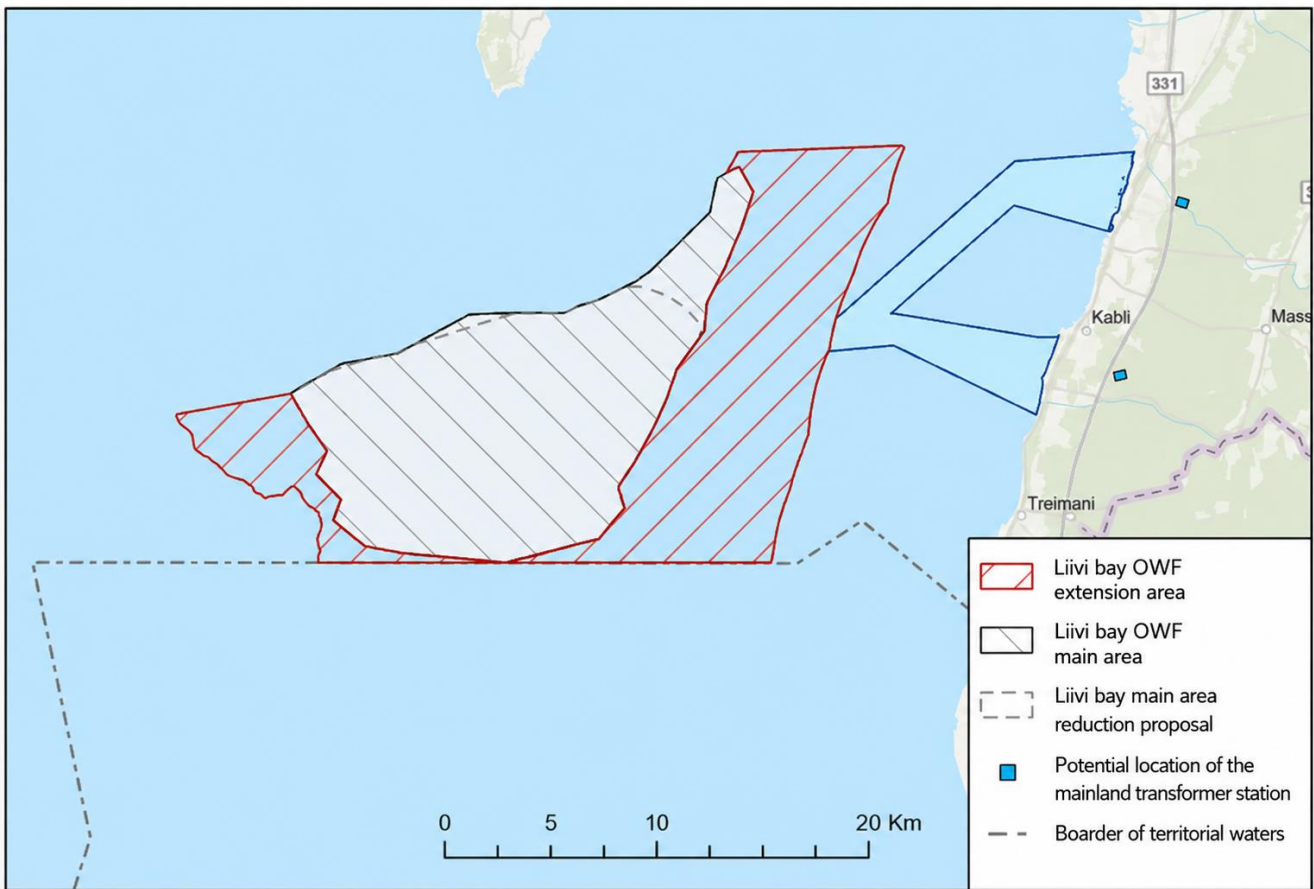 331
3
Kabli
Mass
Treimani
Liivi bay OWF
extension area
Liivi bay OWF
main area
Liivi bay main area
reduction proposal
Potential location of the
mainland transformer station
Boarder of territorial waters
0 5 10 20 Km